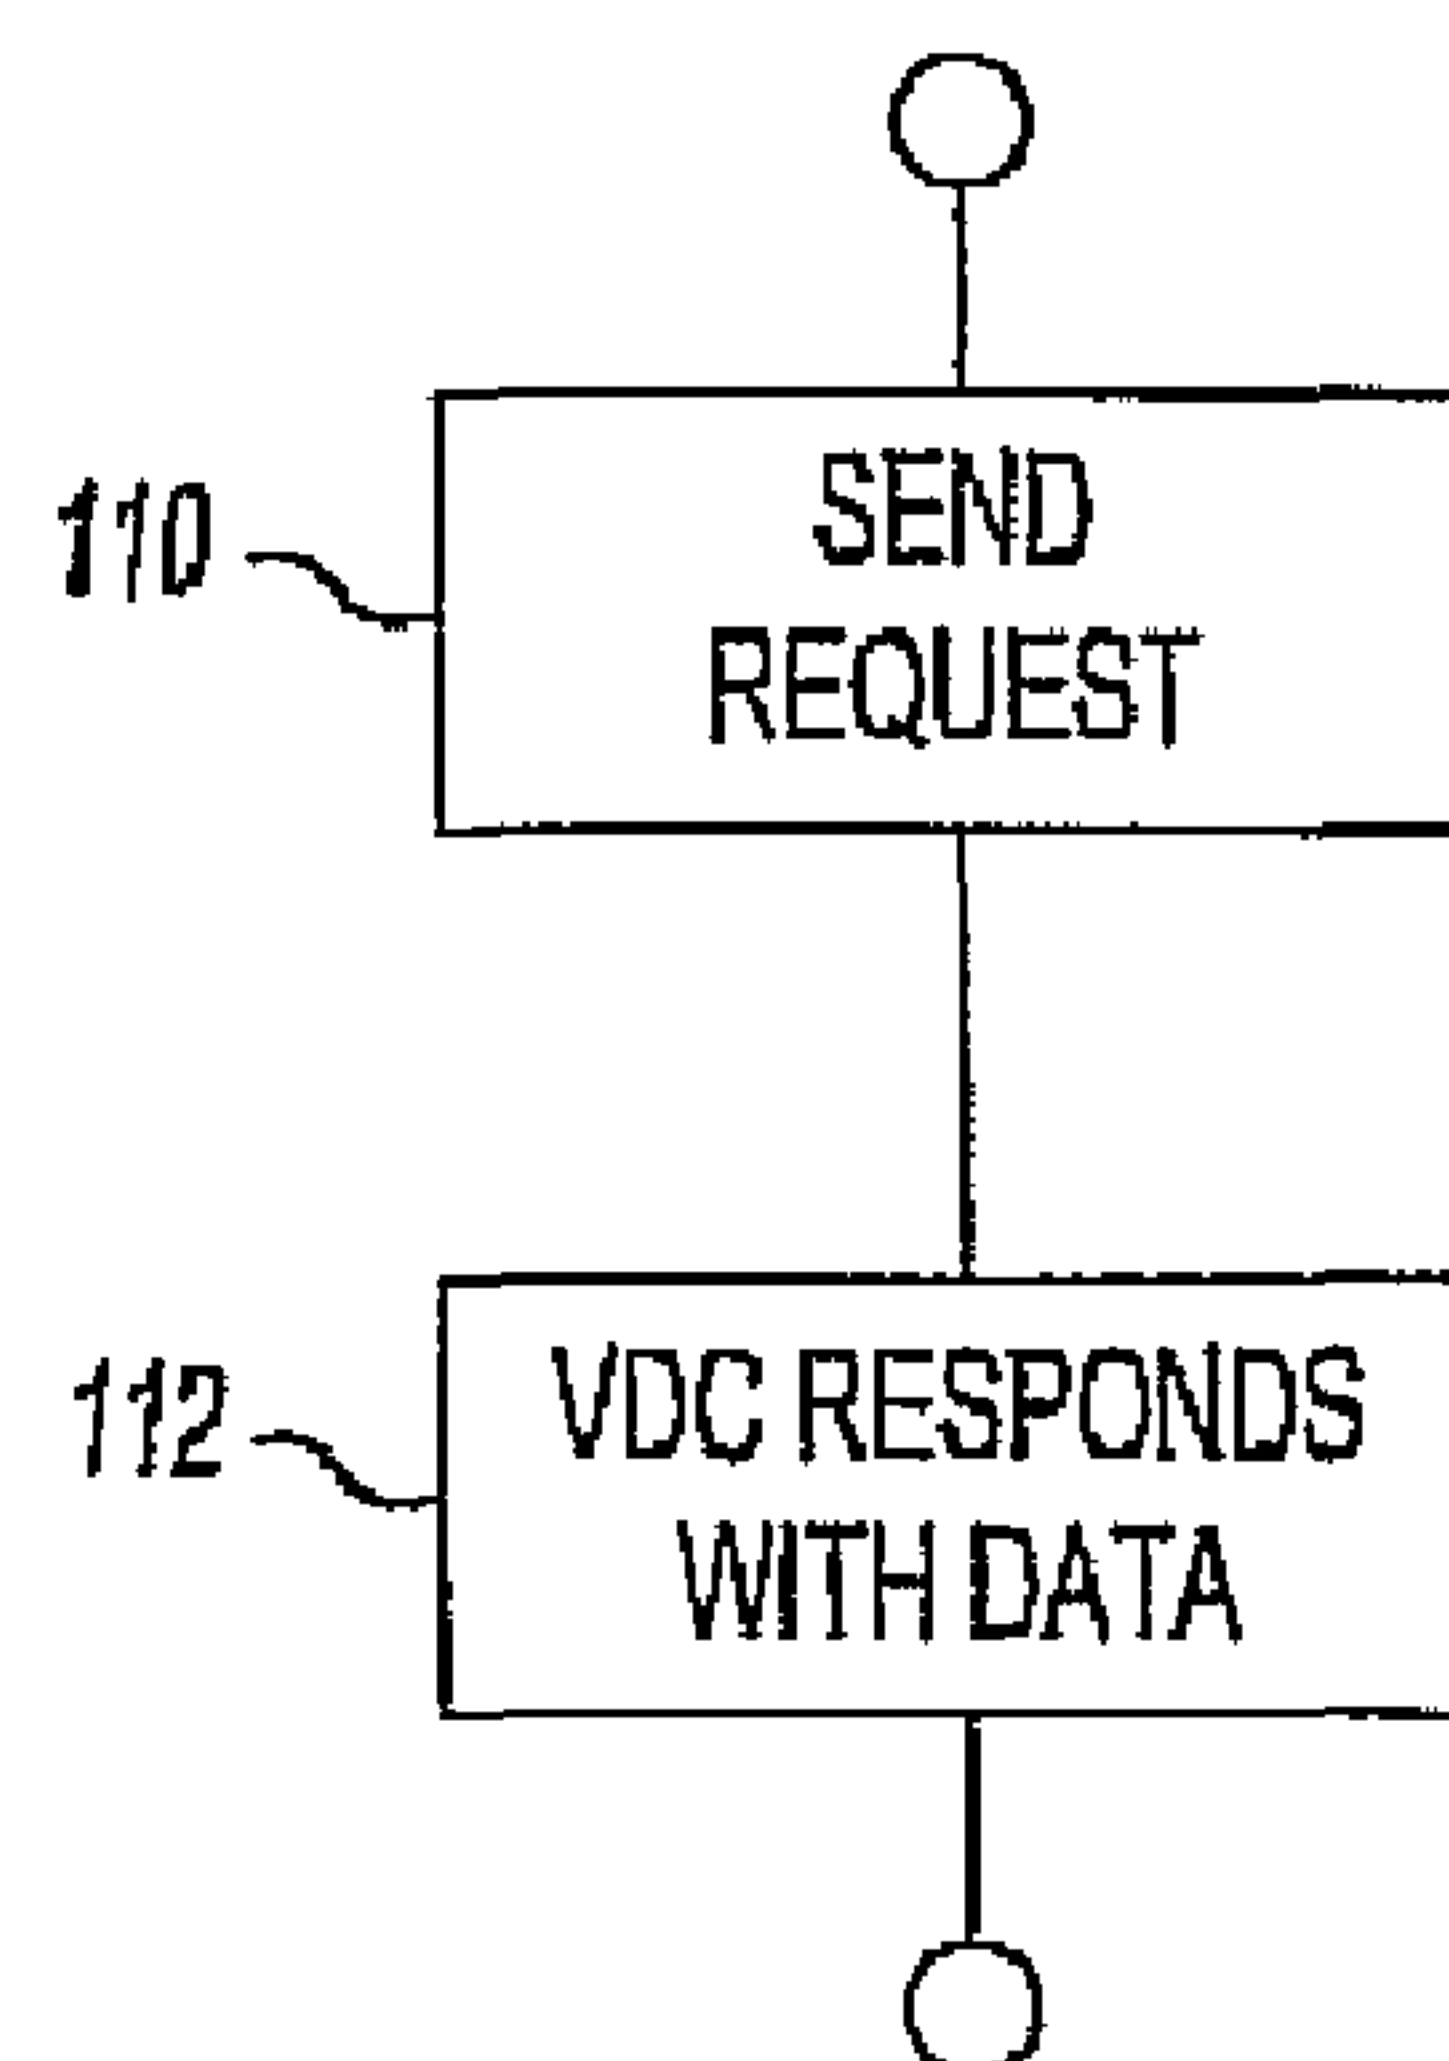 110
SEND
REQUEST
112
VDC RESPONDS
WITH DATA